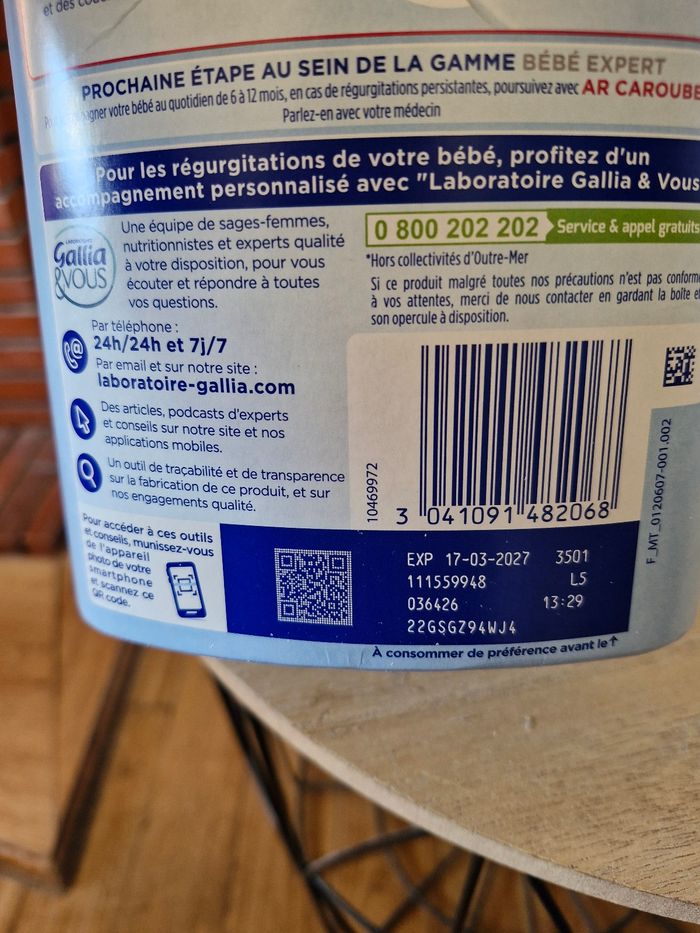 et des
PROCHAINE ÉTAPE AU SEIN DE LA GAMME BÉBÉ EXPERT
votre bébé au quotidien de 6 à 12 mois, en cas de régurgitations persistantes, poursuivez avec AR CAROUBE
Parlez-en avec votre médecin
Pour les régurgitations de votre bébé, profitez d'un
accompagnement personnalisé avec "Laboratoire Gallia & Vous
LABORATOIRE
Gallia
&VOUS
Une équipe de sages-femmes,
nutritionnistes et experts qualité
à votre disposition, pour vous
écouter et répondre à toutes
vos questions.
Par téléphone :
24h/24h et 7j/7
Par email et sur notre site :
laboratoire-gallia.com
Des articles, podcasts d'experts
et conseils sur notre site et nos
applications mobiles.
Un outil de traçabilité et de transparence
sur la fabrication de ce produit, et sur
nos engagements qualité.
0 800 202 202 Service & appel gratuits
*Hors collectivités d'Outre-Mer
Si ce produit malgré toutes nos précautions n'est pas conforme
à vos attentes, merci de nous contacter en gardant la boîte et
son opercule à disposition.
10469972
3 041091 482068
F_MT_0120607-001.002
Pour accéder à ces outils
et conseils, munissez-vous
de l'appareil
photo de votre
smartphone
et scannez ce
QR code.
EXP 17-03-2027 3501
111559948 L5
036426 13:29
22GSGZ94WJ4
À consommer de préférence avant le